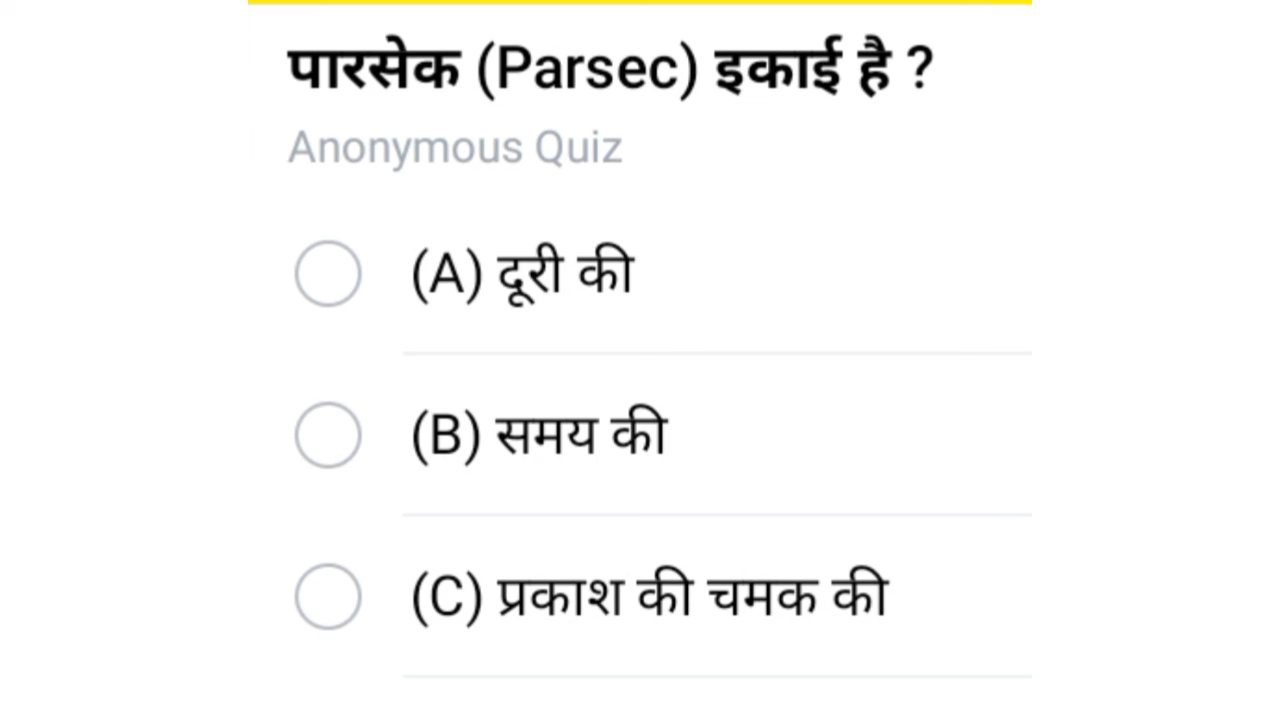 पारसेक (Parsec) इकाई है ?
Anonymous Quiz
(A) दूरी की
(B) समय की
(C) प्रकाश की चमक की